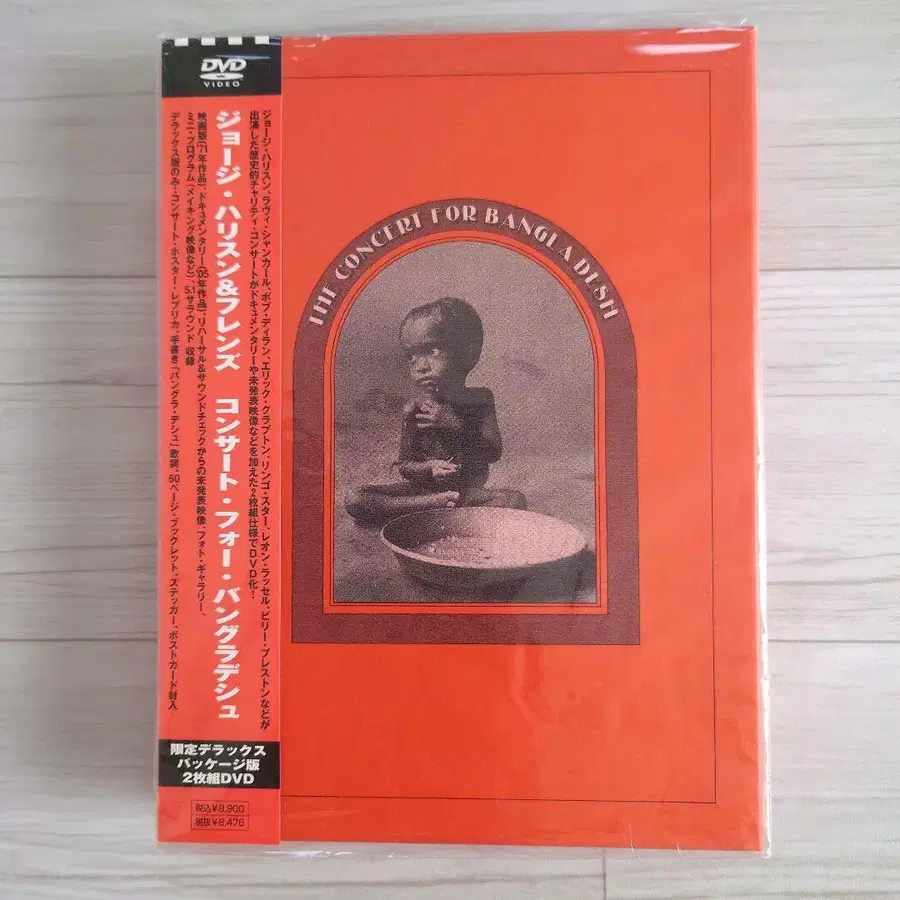 DVD
VIDEO
ジョージ・ハリスン、ラヴィ・シャンカール、ボブ・ディラン、エリック・クラプトン、リンゴ・スター、レオン・ラッセル、ビリー・プレストンなどが
出演した歴史的チャリティ・コンサートがドキュメンタリーや未発表映像などを加えた2枚組仕様でDVD化!
ジョージ・ハリスン&フレンズ コンサート・フォー・バングラデシュ
映画版('71年作品)、ドキュメンタリー('05年作品)、リハーサル&サウンドチェックからの未発表映像、フォト・ギャラリー、
ミニ・プログラム(メイキング映像など)、5.1サラウンド 収録
デラックス版のみ・コンサート・ポスター・レプリカ、手書き「バングラ・デシュ」歌詞、60ページ・ブックレット、ステッカー、ポストカード封入
限定デラックス
パッケージ版
2枚組DVD
税込¥8,900
税抜¥8,476
THE CONCERT FOR BANGLADESH